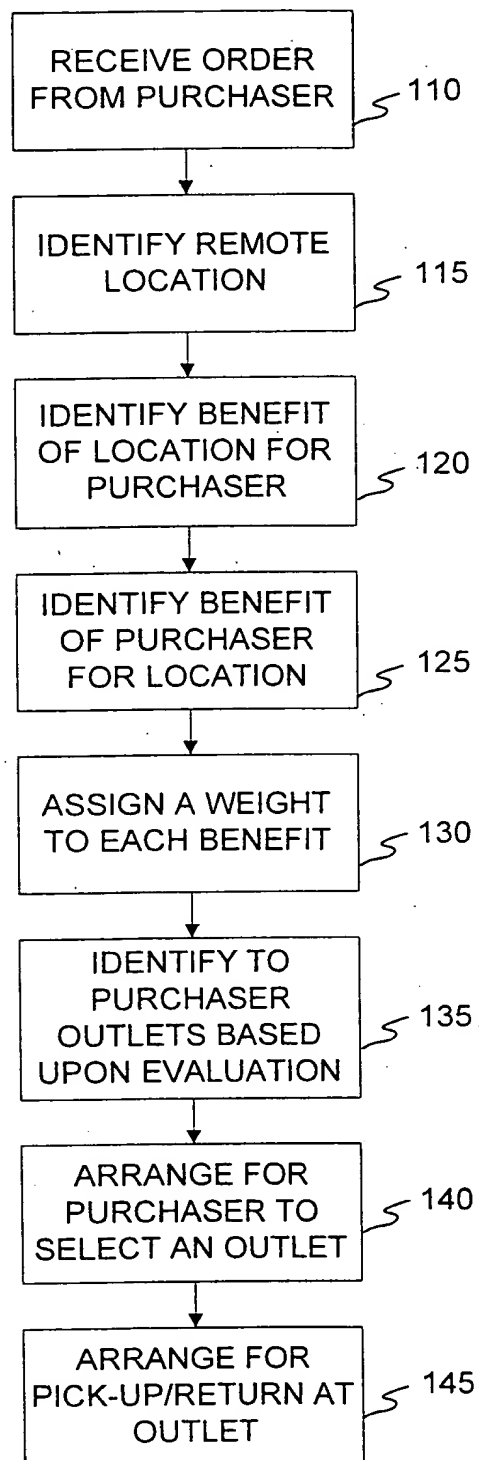 RECEIVE ORDER
FROM PURCHASER
110
IDENTIFY REMOTE
LOCATION
115
IDENTIFY BENEFIT
OF LOCATION FOR
PURCHASER
120
IDENTIFY BENEFIT
OF PURCHASER
FOR LOCATION
125
ASSIGN A WEIGHT
TO EACH BENEFIT
130
IDENTIFY TO
PURCHASER
OUTLETS BASED
UPON EVALUATION
135
ARRANGE FOR
PURCHASER TO
SELECT AN OUTLET
140
ARRANGE FOR
PICK-UP/RETURN AT
OUTLET
145